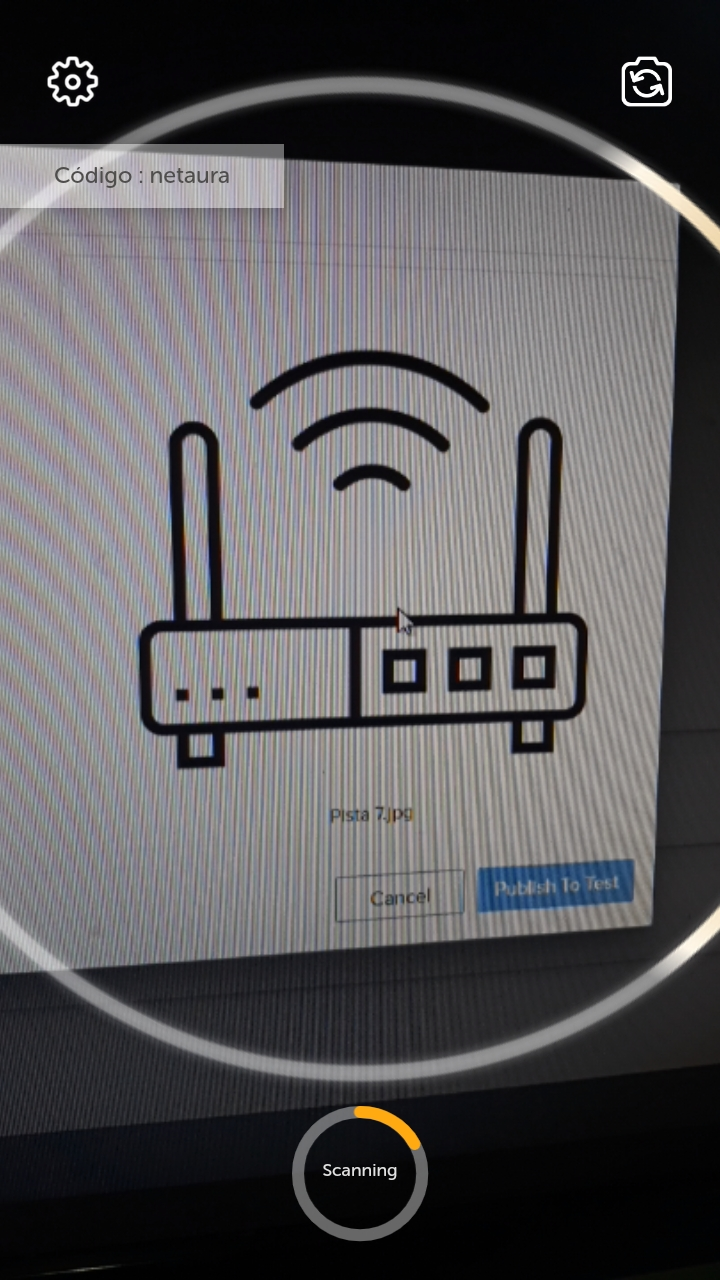 Código : netaura
Pista 7.jpg
Cancel
Publish To Test
Scanning